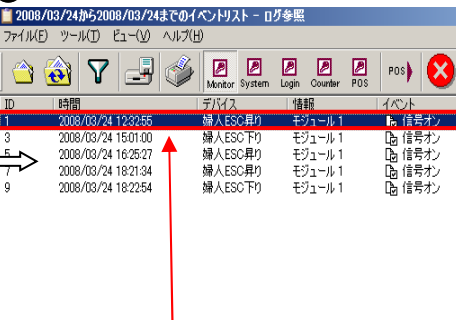 2008/03/24から2008/03/24までのイベントリスト - ログ参照
ファイル(F) ツール(T) ビュー(V) ヘルプ(H)
Monitor System Login Counter POS POS
ID 時間 デバイス 情報 イベント
1 2008/03/24 12:32:55 婦人ESC昇り モジュール 1 信号オン
3 2008/03/24 15:01:00 婦人ESC下り モジュール 1 信号オン
5 2008/03/24 16:25:27 婦人ESC昇り モジュール 1 信号オン
7 2008/03/24 18:21:34 婦人ESC昇り モジュール 1 信号オン
9 2008/03/24 18:22:54 婦人ESC下り モジュール 1 信号オン